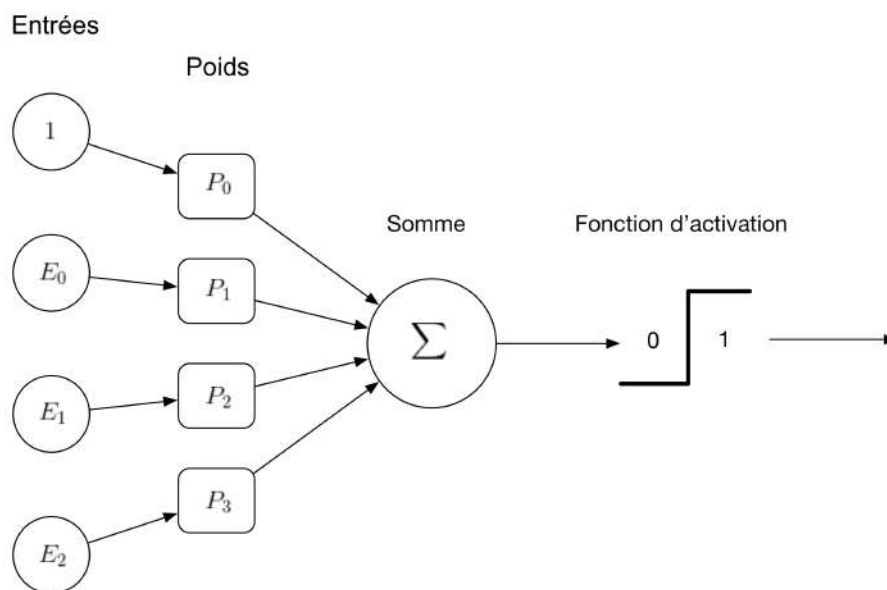 Entrées
Poids
1
P₀
Somme
Fonction d'activation
E₀
P₁
∑
0
1
E₁
P₂
P₃
E₂